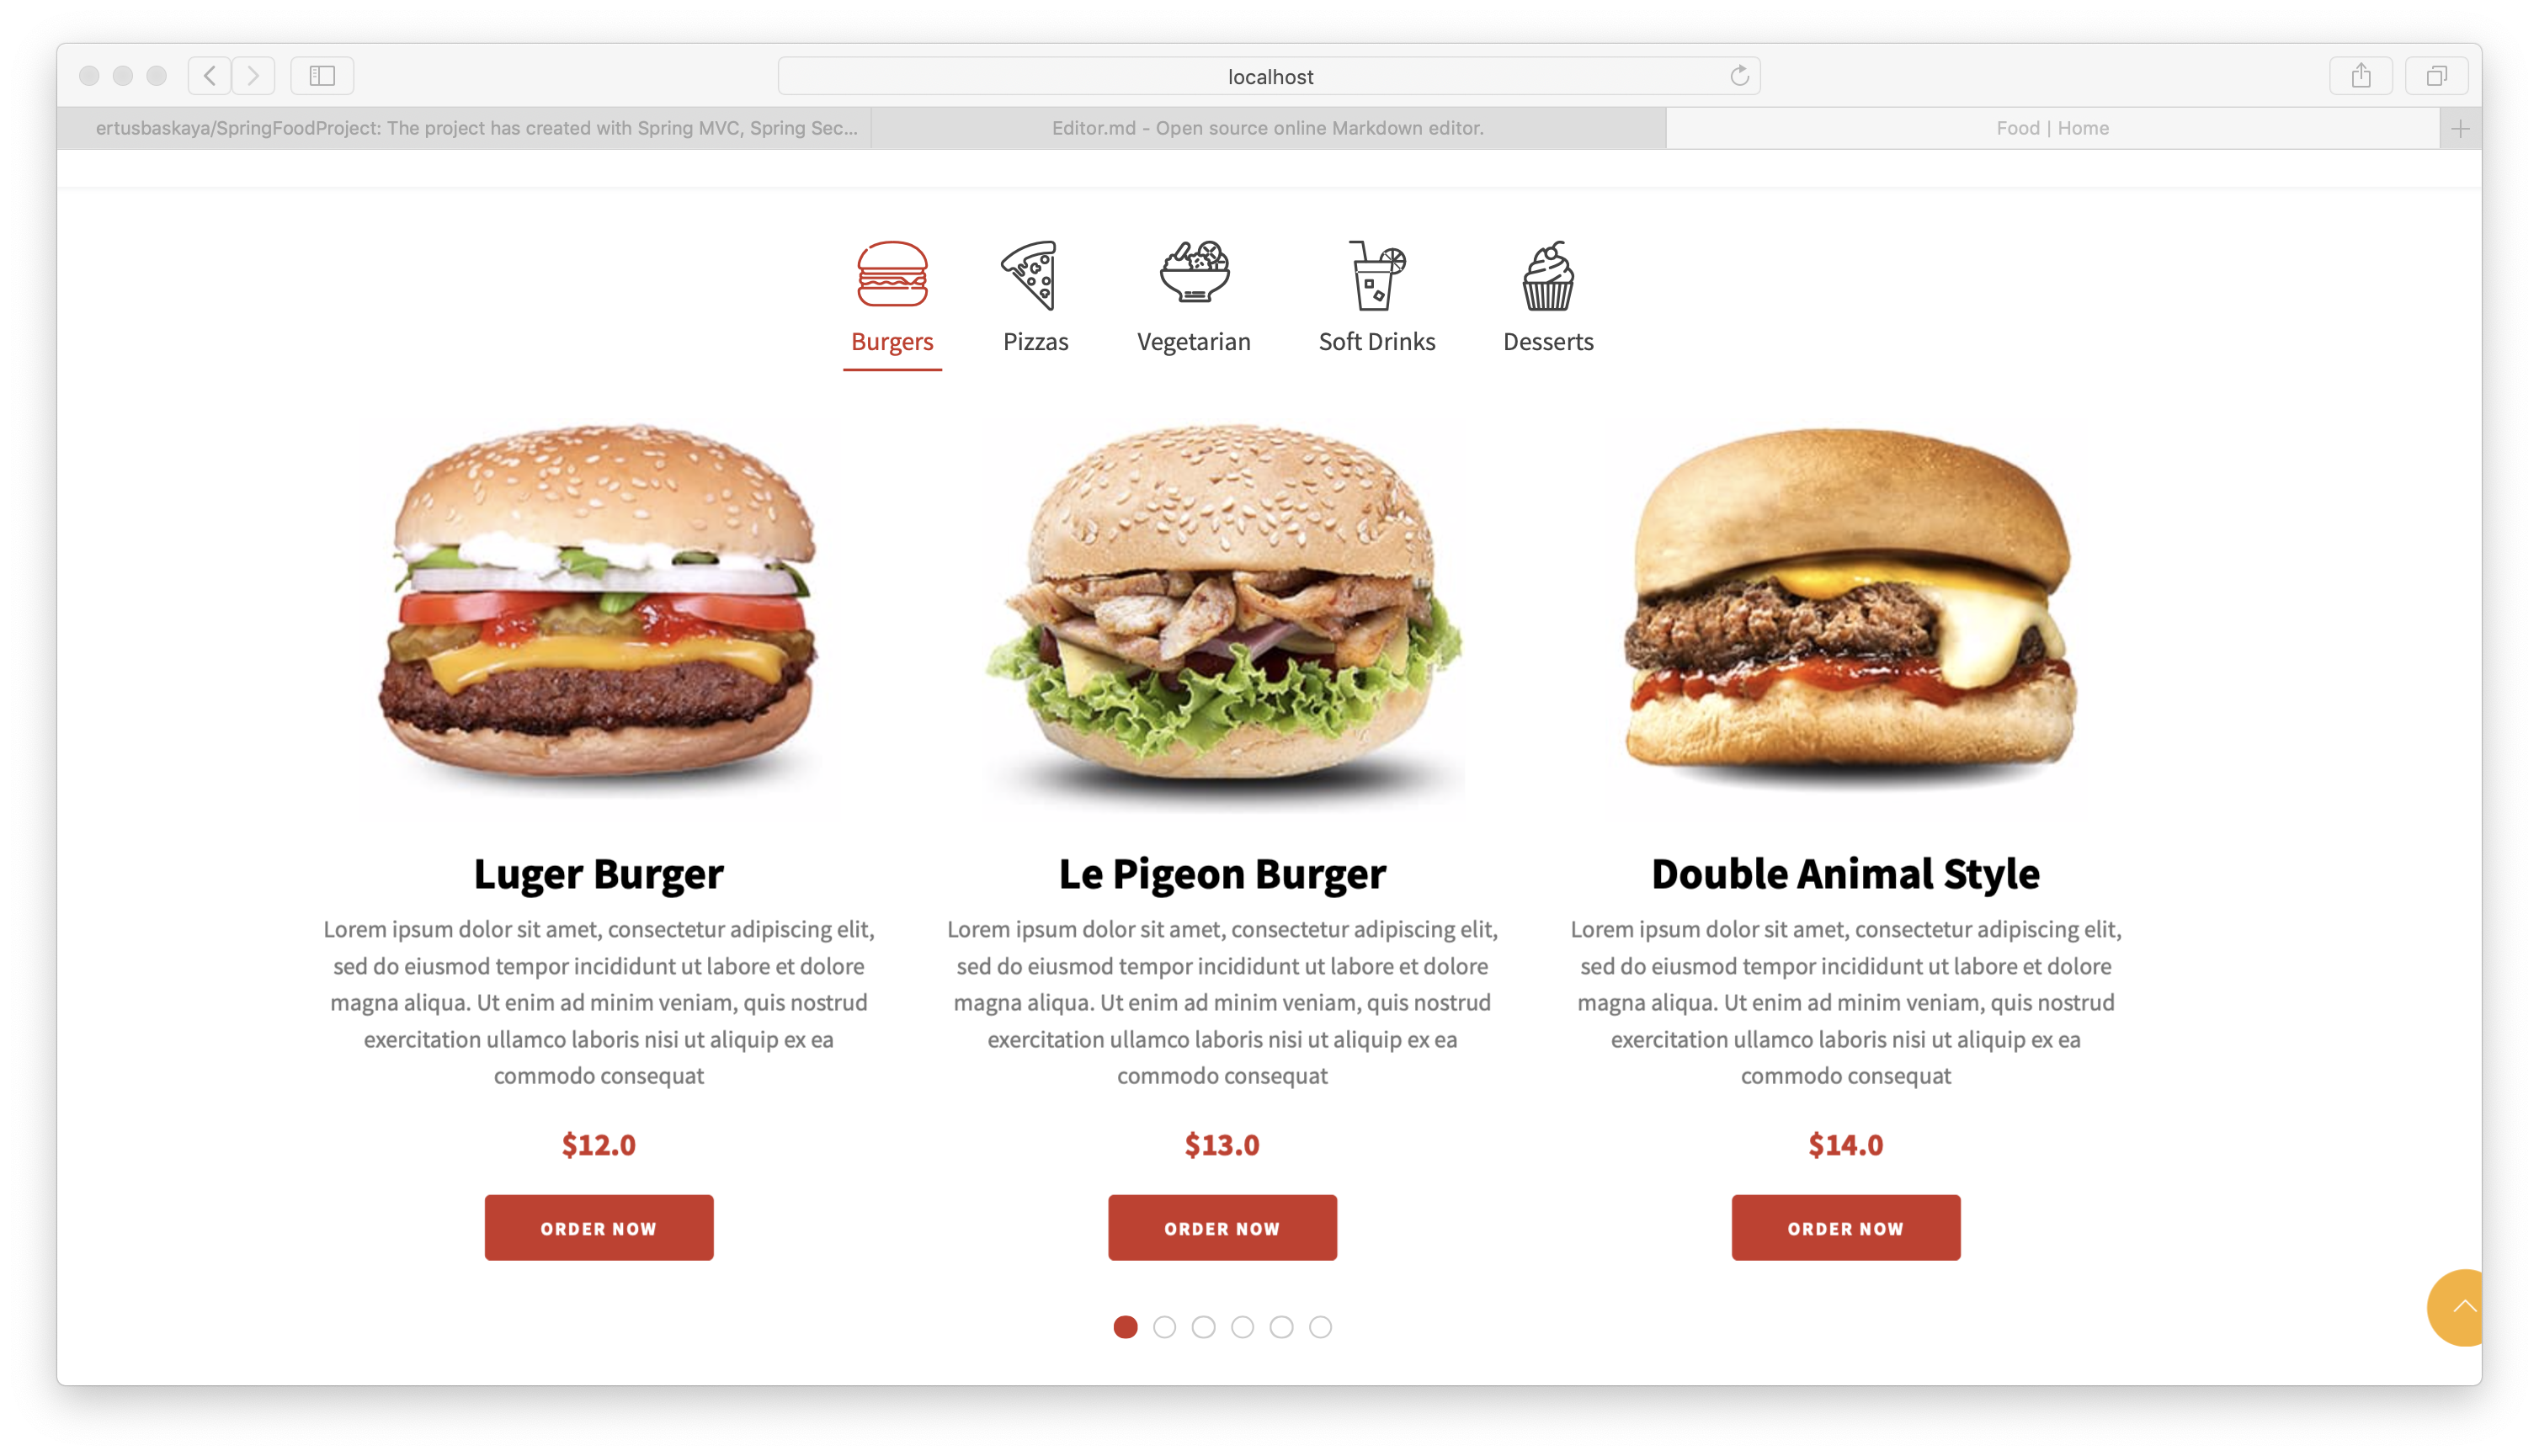 localhost
ertusbaskaya/SpringFoodProject: The project has created with Spring MVC, Spring Sec...
Editor.md - Open source online Markdown editor.
Food | Home
Burgers
Pizzas
Vegetarian
Soft Drinks
Desserts
Luger Burger
Lorem ipsum dolor sit amet, consectetur adipiscing elit,
sed do eiusmod tempor incididunt ut labore et dolore
magna aliqua. Ut enim ad minim veniam, quis nostrud
exercitation ullamco laboris nisi ut aliquip ex ea
commodo consequat
$12.0
ORDER NOW
Le Pigeon Burger
Lorem ipsum dolor sit amet, consectetur adipiscing elit,
sed do eiusmod tempor incididunt ut labore et dolore
magna aliqua. Ut enim ad minim veniam, quis nostrud
exercitation ullamco laboris nisi ut aliquip ex ea
commodo consequat
$13.0
ORDER NOW
Double Animal Style
Lorem ipsum dolor sit amet, consectetur adipiscing elit,
sed do eiusmod tempor incididunt ut labore et dolore
magna aliqua. Ut enim ad minim veniam, quis nostrud
exercitation ullamco laboris nisi ut aliquip ex ea
commodo consequat
$14.0
ORDER NOW